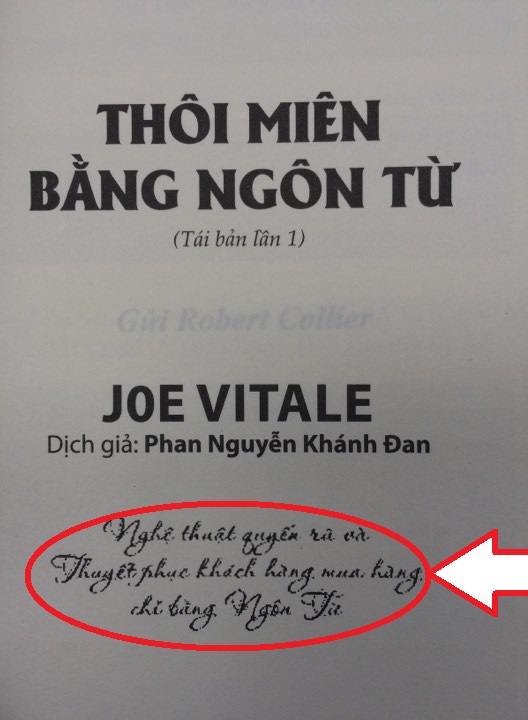 THÔI MIÊN
BẰNG NGÔN TỪ
(Tái bản lần 1)
Gửi Robert Collier
JOE VITALE
Dịch giả: Phan Nguyễn Khánh Đan
Nghệ thuật quyến rũ và
Thuyết phục khách hàng mua hàng
chỉ bằng Ngôn Từ